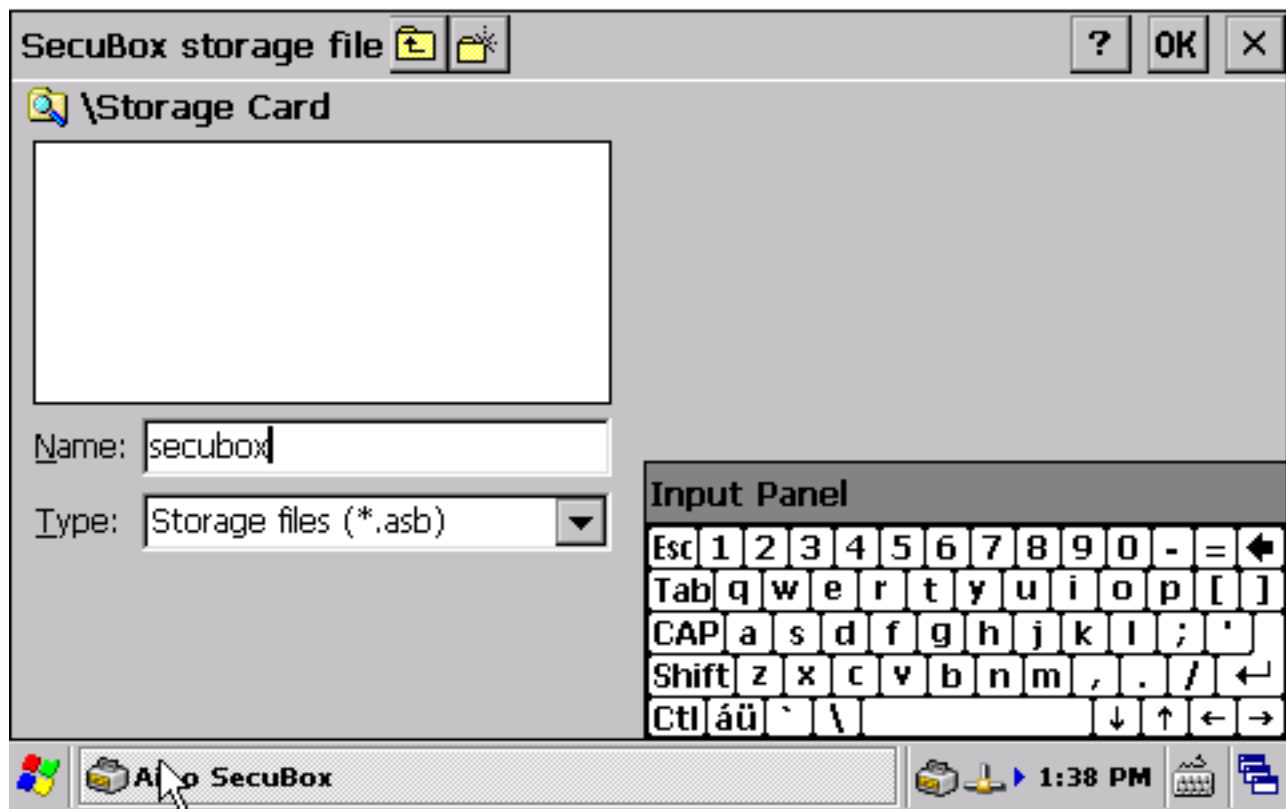 SecuBox storage file ? OK ×
\Storage Card
Name: secubox
Type: Storage files (*.asb)
Input Panel
Esc 1 2 3 4 5 6 7 8 9 0 - =
Tab q w e r t y u i o p [ ]
CAP a s d f g h j k l ; '
Shift z x c v b n m , . /
Ctl áü ` \ ↓ ↑ ← →
SecuBox 1:38 PM